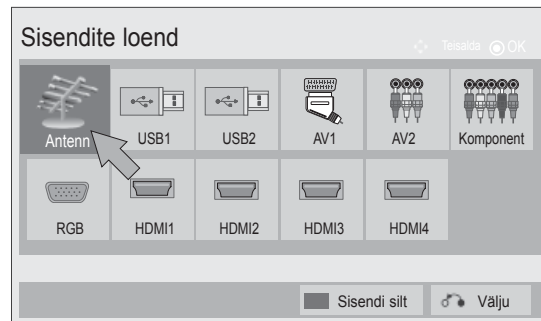 Sisendite loend
Teisalda OK
Antenn USB1 USB2 AV1 AV2 Komponent
RGB HDMI1 HDMI2 HDMI3 HDMI4
Sisendi silt Välju